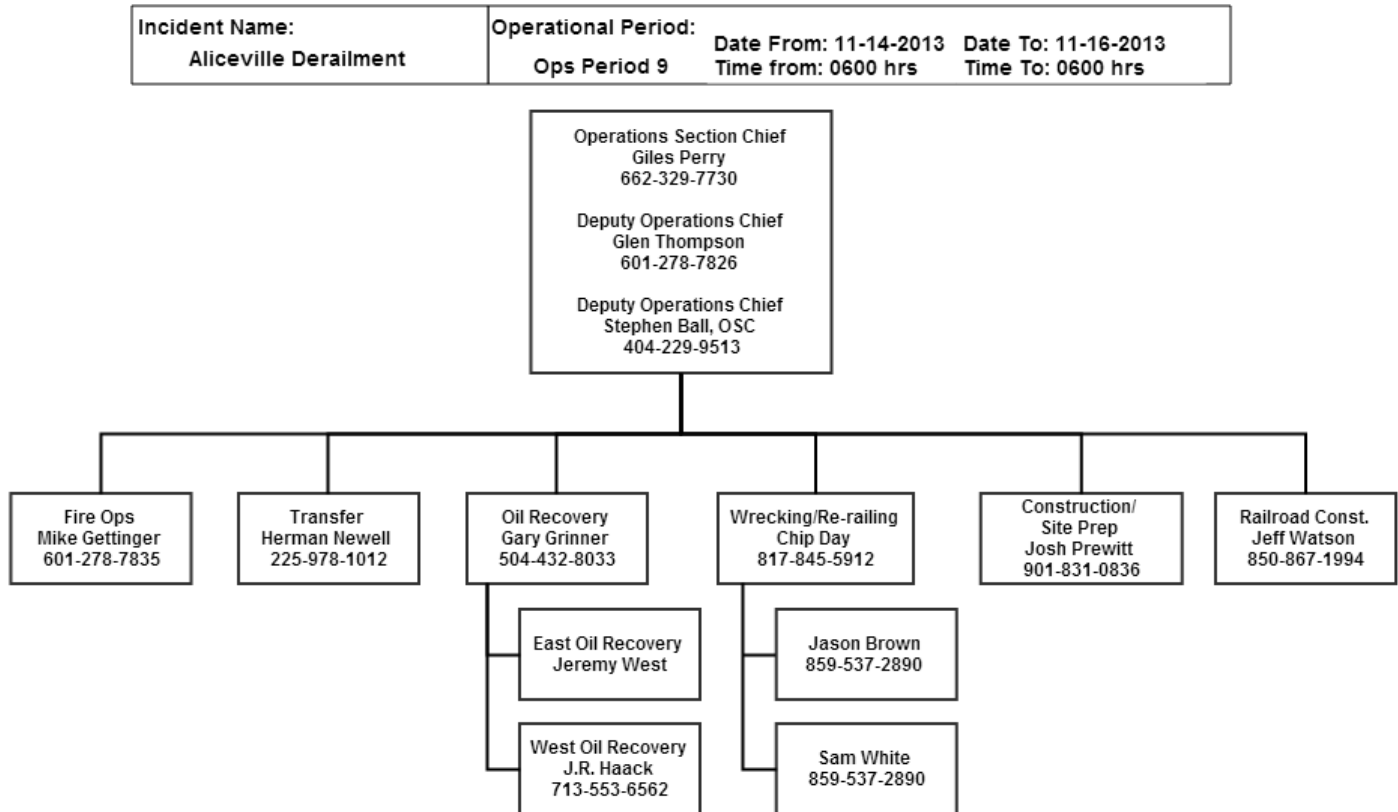 Incident Name:
Aliceville Derailment
Operational Period:
Ops Period 9
Date From: 11-14-2013 Date To: 11-16-2013
Time from: 0600 hrs Time To: 0600 hrs
Operations Section Chief
Giles Perry
662-329-7730
Deputy Operations Chief
Glen Thompson
601-278-7826
Deputy Operations Chief
Stephen Ball, OSC
404-229-9513
Fire Ops
Mike Gettinger
601-278-7835
Transfer
Herman Newell
225-978-1012
Oil Recovery
Gary Grinner
504-432-8033
Wrecking/Re-railing
Chip Day
817-845-5912
Construction/
Site Prep
Josh Prewitt
901-831-0836
Railroad Const.
Jeff Watson
850-867-1994
East Oil Recovery
Jeremy West
Jason Brown
859-537-2890
West Oil Recovery
J.R. Haack
713-553-6562
Sam White
859-537-2890